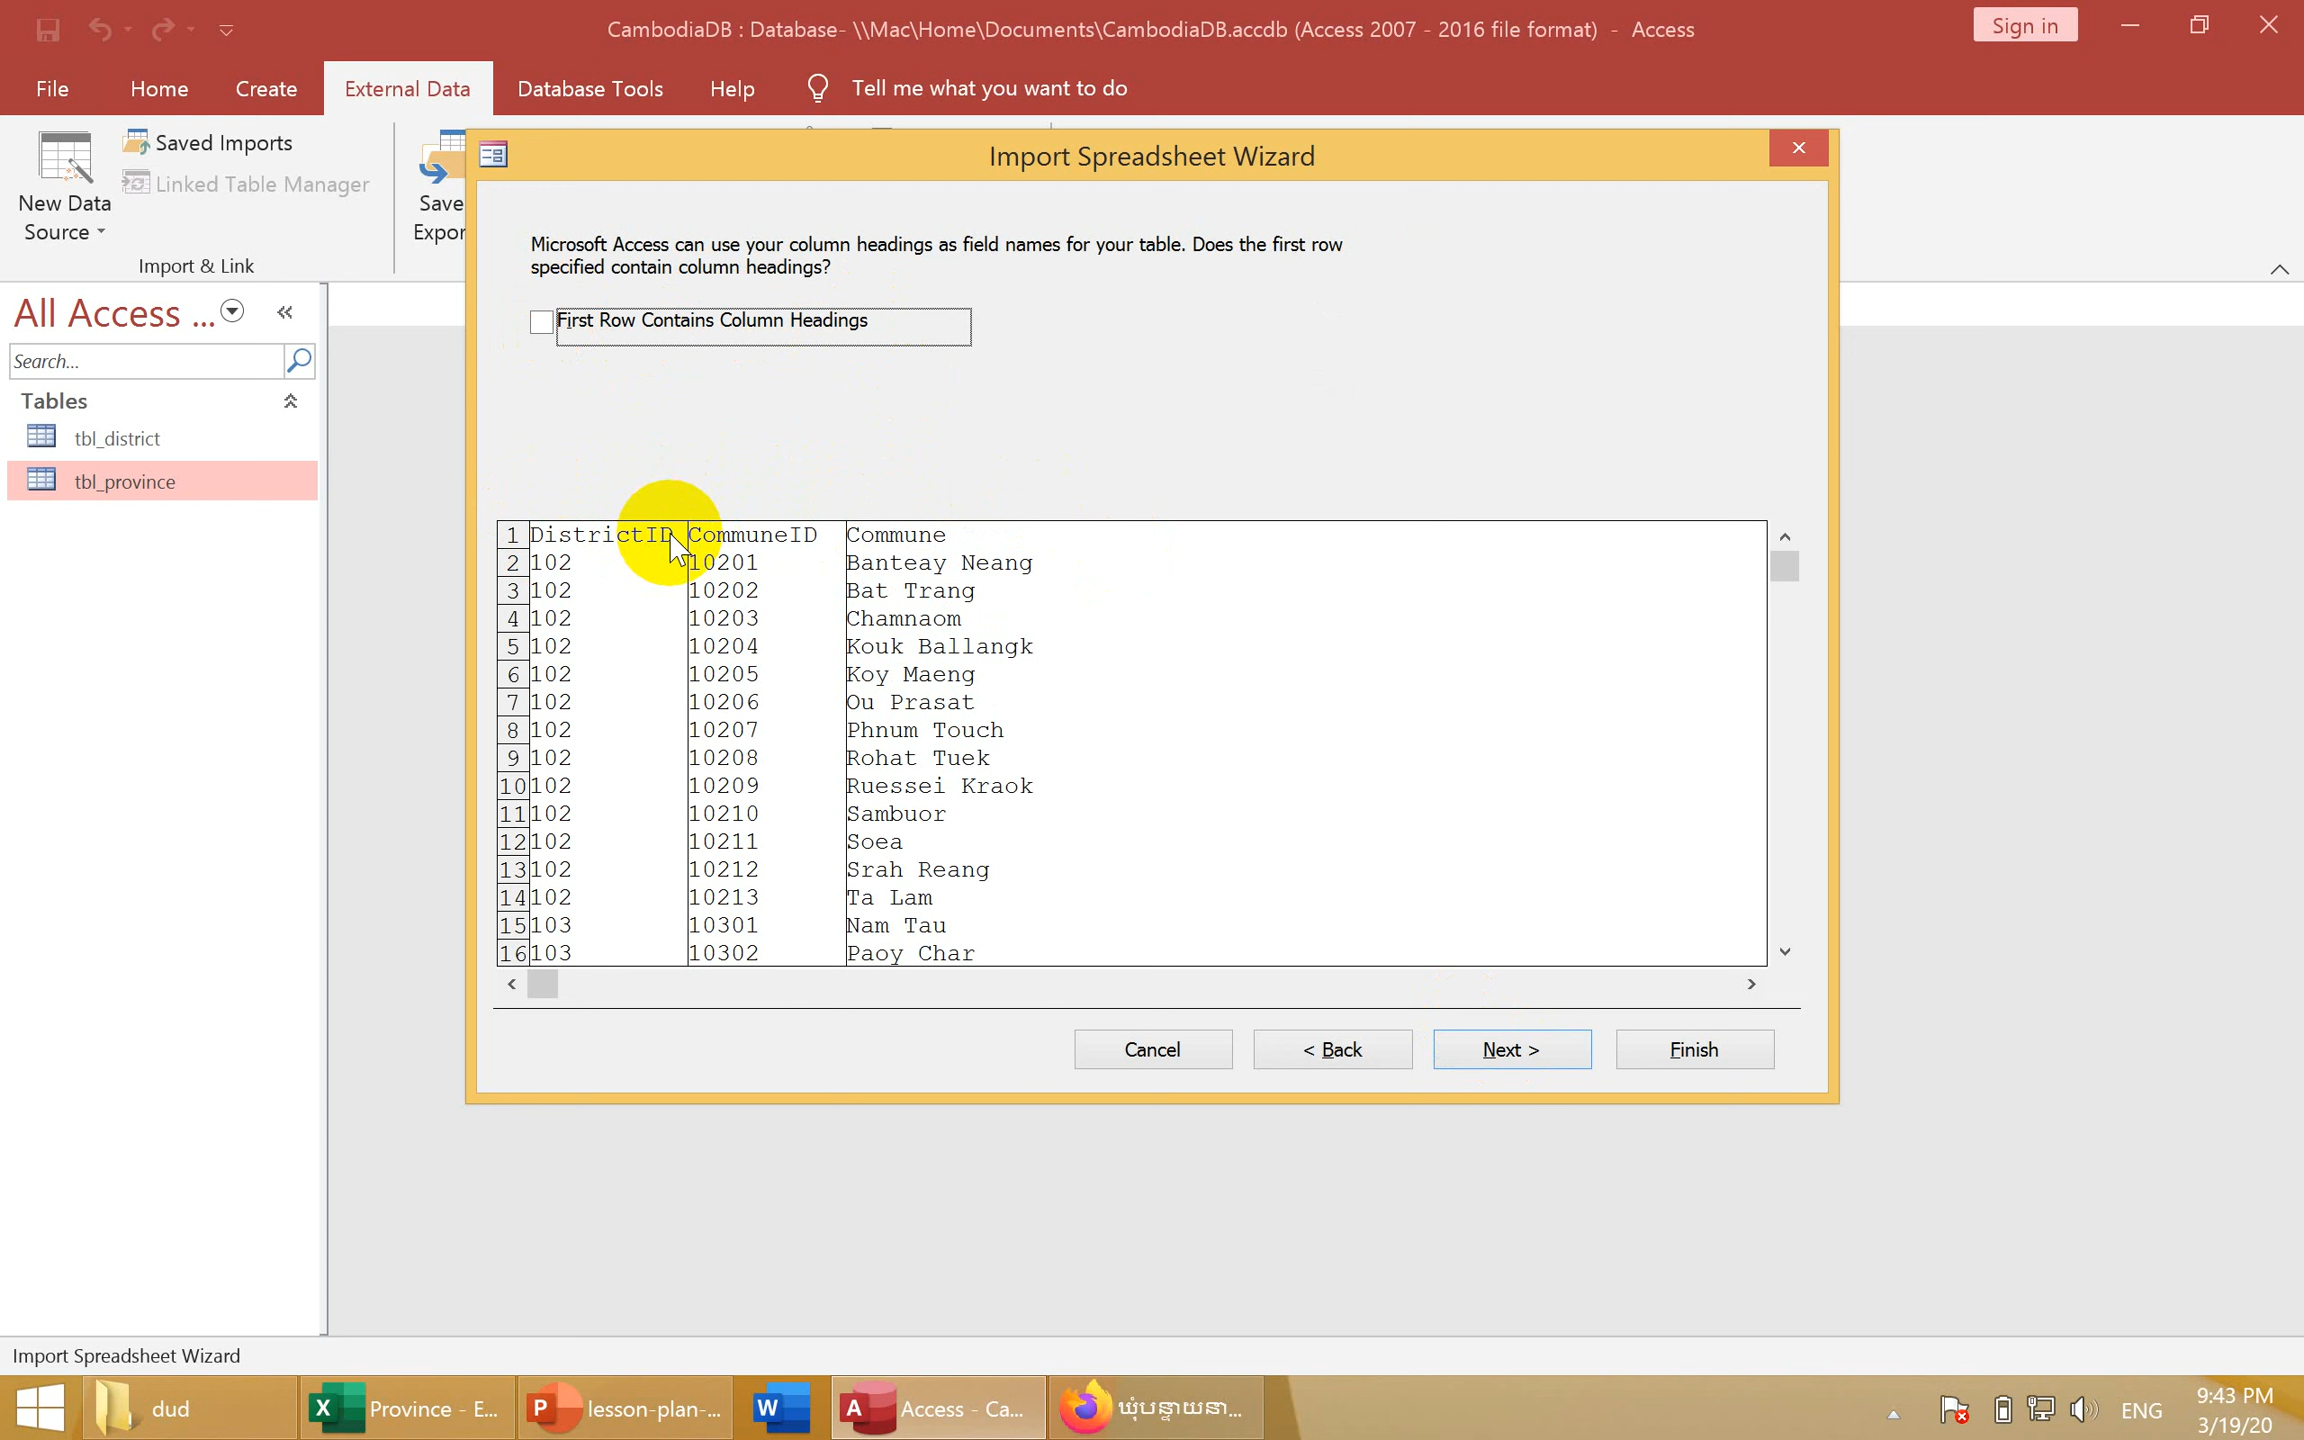 CambodiaDB : Database- \\Mac\Home\Documents\CambodiaDB.accdb (Access 2007 - 2016 file format) - Access
Sign in
File Home Create External Data Database Tools Help Tell me what you want to do
New Data Source
Saved Imports
Linked Table Manager
Import & Link
Save
Expor
Import Spreadsheet Wizard
Microsoft Access can use your column headings as field names for your table. Does the first row
specified contain column headings?
First Row Contains Column Headings
All Access ...
Search...
Tables
tbl_district
tbl_province
1 DistrictID CommuneID Commune
2 102 10201 Banteay Neang
3 102 10202 Bat Trang
4 102 10203 Chamnaom
5 102 10204 Kouk Ballangk
6 102 10205 Koy Maeng
7 102 10206 Ou Prasat
8 102 10207 Phnum Touch
9 102 10208 Rohat Tuek
10 102 10209 Ruessei Kraok
11 102 10210 Sambuor
12 102 10211 Soea
13 102 10212 Srah Reang
14 102 10213 Ta Lam
15 103 10301 Nam Tau
16 103 10302 Paoy Char
Cancel < Back Next > Finish
Import Spreadsheet Wizard
dud Province - E... lesson-plan-... Access - Ca... ឃុំបន្ទាយនា... ENG 9:43 PM
3/19/20